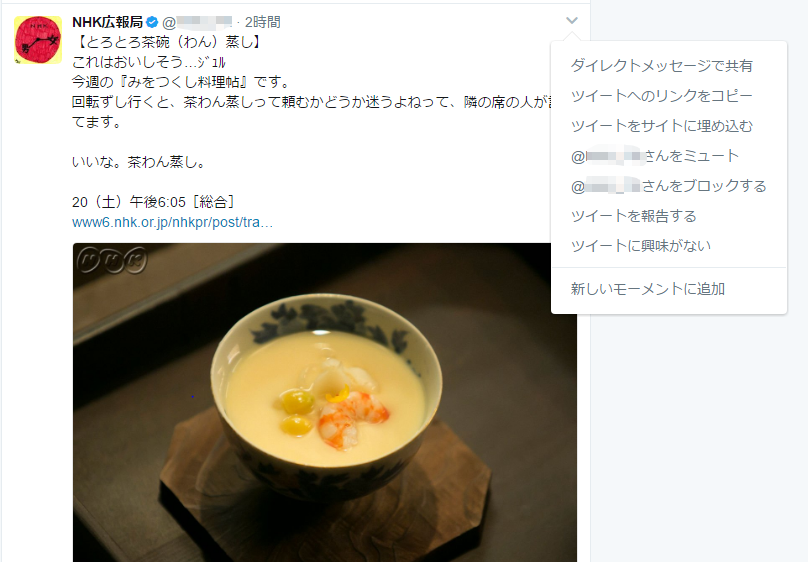 NHK広報局 @ · 2時間
【とろとろ茶碗（わん）蒸し】
これはおいしそう…ｼﾞｭﾙ
今週の『みをつくし料理帖』です。
回転ずし行くと、茶わん蒸しって頼むかどうか迷うよねって、隣の席の人が
てます。
いいな。茶わん蒸し。
20（土）午後6:05［総合］
www6.nhk.or.jp/nhkpr/post/tra…
NHK
ダイレクトメッセージで共有
ツイートへのリンクをコピー
ツイートをサイトに埋め込む
@さんをミュート
@さんをブロックする
ツイートを報告する
ツイートに興味がない
新しいモーメントに追加